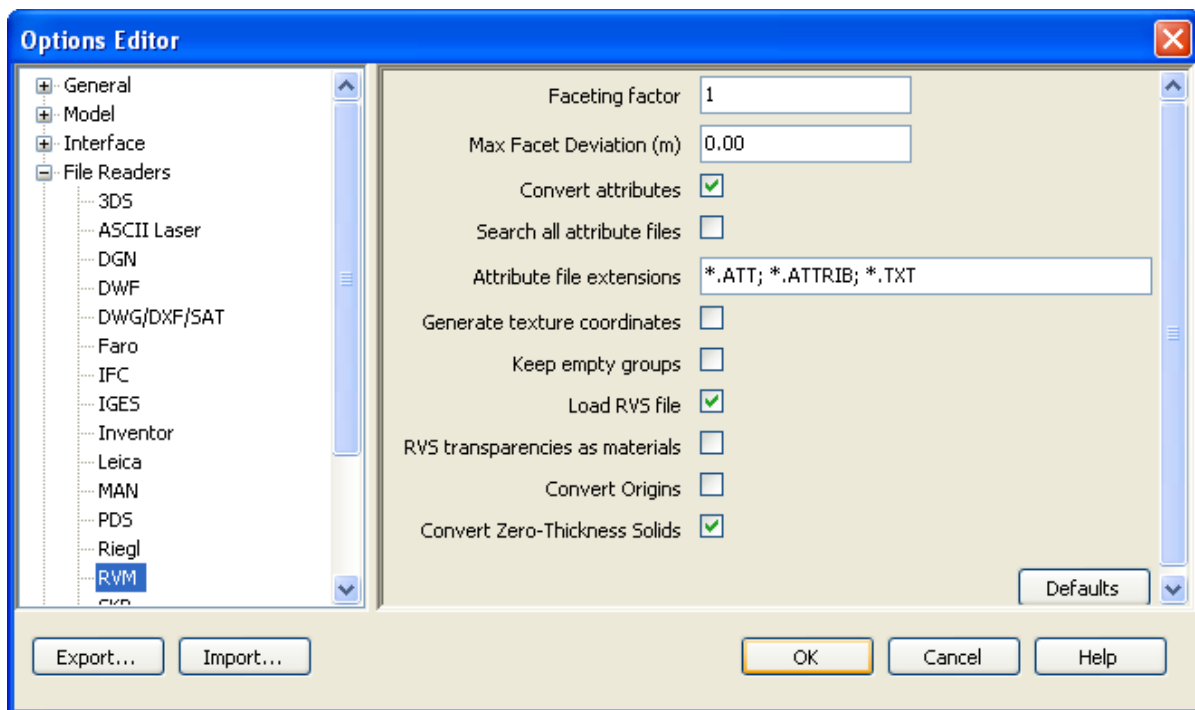 Options Editor
General
Model
Interface
File Readers
3DS
ASCII Laser
DGN
DWF
DWG/DXF/SAT
Faro
IFC
IGES
Inventor
Leica
MAN
PDS
Riegl
RVM
Faceting factor 1
Max Facet Deviation (m) 0.00
Convert attributes
Search all attribute files
Attribute file extensions *.ATT; *.ATTRIB; *.TXT
Generate texture coordinates
Keep empty groups
Load RVS file
RVS transparencies as materials
Convert Origins
Convert Zero-Thickness Solids
Defaults
Export... Import... OK Cancel Help